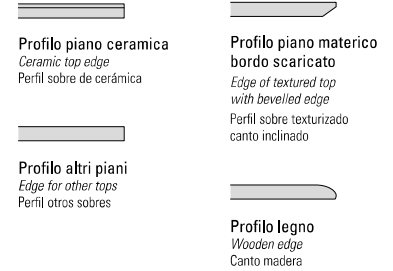 Profilo piano ceramica
Ceramic top edge
Perfil sobre de cerámica
Profilo altri piani
Edge for other tops
Perfil otros sobres
Profilo piano materico
bordo scaricato
Edge of textured top
with bevelled edge
Perfil sobre texturizado
canto inclinado
Profilo legno
Wooden edge
Canto madera